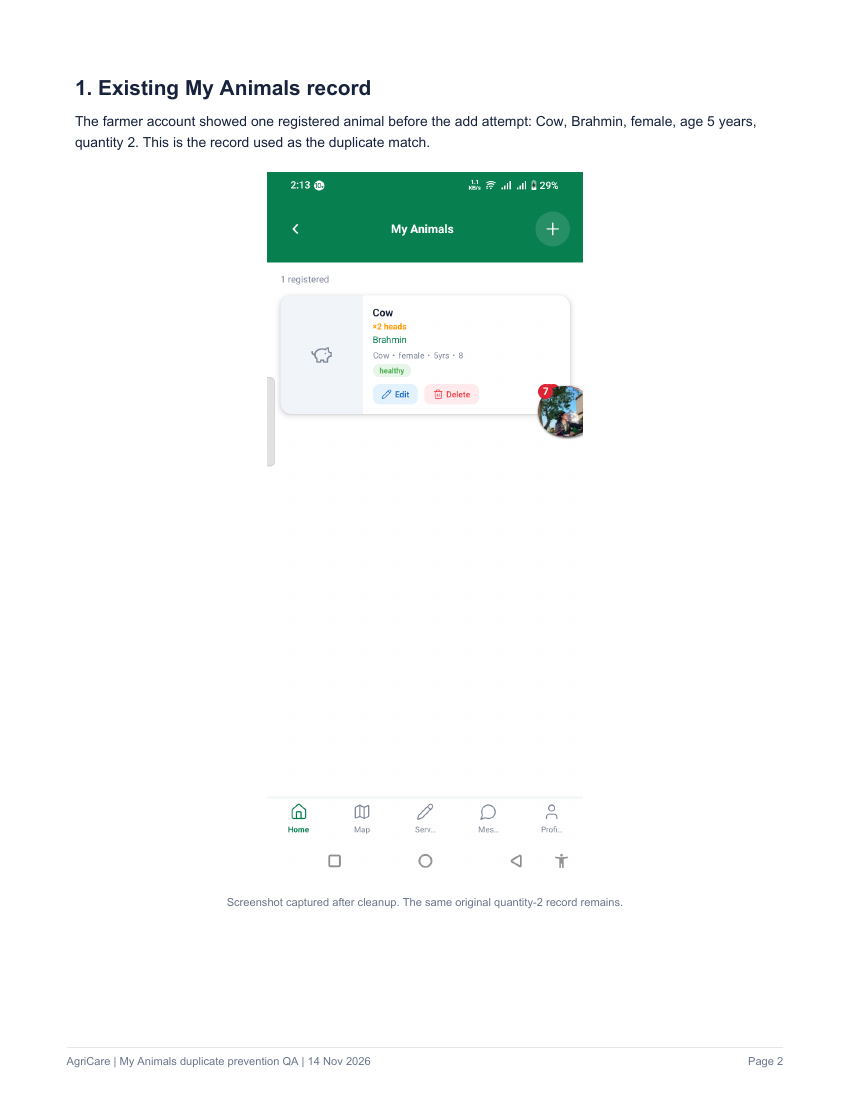 1. Existing My Animals record
The farmer account showed one registered animal before the add attempt: Cow, Brahmin, female, age 5 years,
quantity 2. This is the record used as the duplicate match.
2:13 1.1 KB/s 29%
My Animals
1 registered
Cow
×2 heads
Brahmin
Cow • female • 5yrs • 8
healthy
Edit Delete
7
Home Map Serv... Mes... Profi...
Screenshot captured after cleanup. The same original quantity-2 record remains.
AgriCare | My Animals duplicate prevention QA | 14 Nov 2026 Page 2